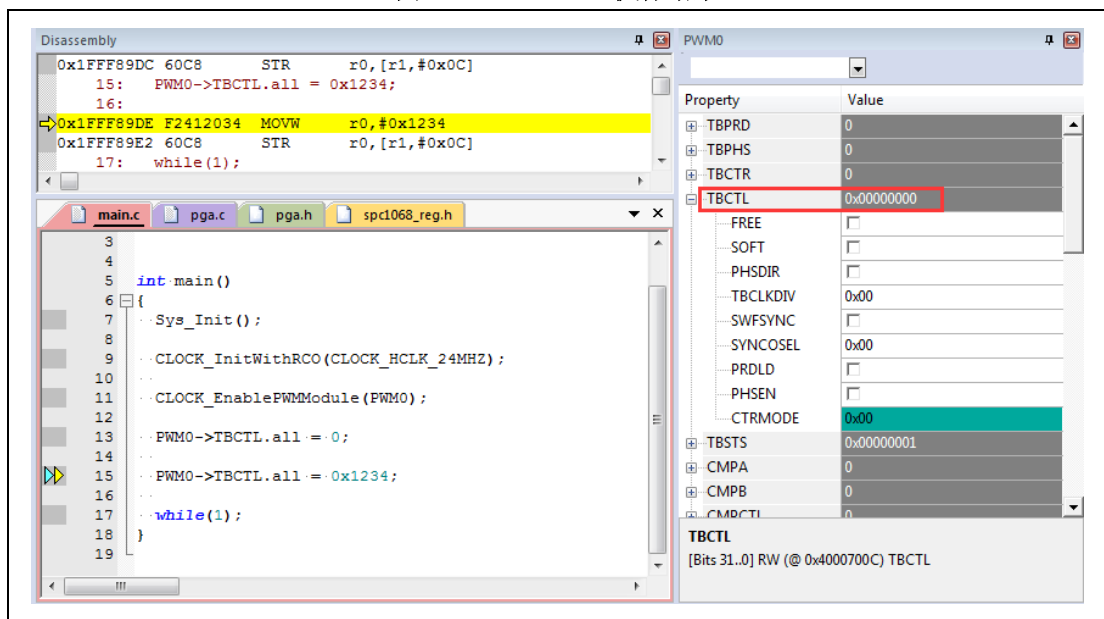 Disassembly
0x1FFF89DC 60C8 STR r0,[r1,#0x0C]
15: PWM0->TBCTL.all = 0x1234;
16:
0x1FFF89DE F2412034 MOVW r0,#0x1234
0x1FFF89E2 60C8 STR r0,[r1,#0x0C]
17: while(1);
main.c pga.c pga.h spc1068_reg.h
3
4
5 int main()
6 {
7 Sys_Init();
8
9 CLOCK_InitWithRCO(CLOCK_HCLK_24MHZ);
10
11 CLOCK_EnablePWMModule(PWM0);
12
13 PWM0->TBCTL.all = 0;
14
15 PWM0->TBCTL.all = 0x1234;
16
17 while(1);
18 }
19
PWM0
Property Value
TBPRD 0
TBPHS 0
TBCTR 0
TBCTL 0x00000000
FREE
SOFT
PHSDIR
TBCLKDIV 0x00
SWFSYNC
SYNCOSEL 0x00
PRDLD
PHSEN
CTRMODE 0x00
TBSTS 0x00000001
CMPA 0
CMPB 0
CMPCTL 0
TBCTL
[Bits 31..0] RW (@ 0x4000700C) TBCTL